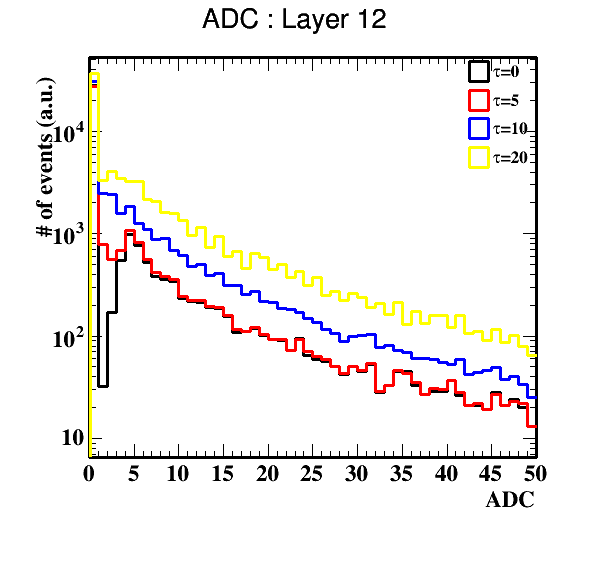 ADC : Layer 12
# of events (a.u.)
τ=0
τ=5
τ=10
τ=20
10⁴
10³
10²
10
0 5 10 15 20 25 30 35 40 45 50
ADC